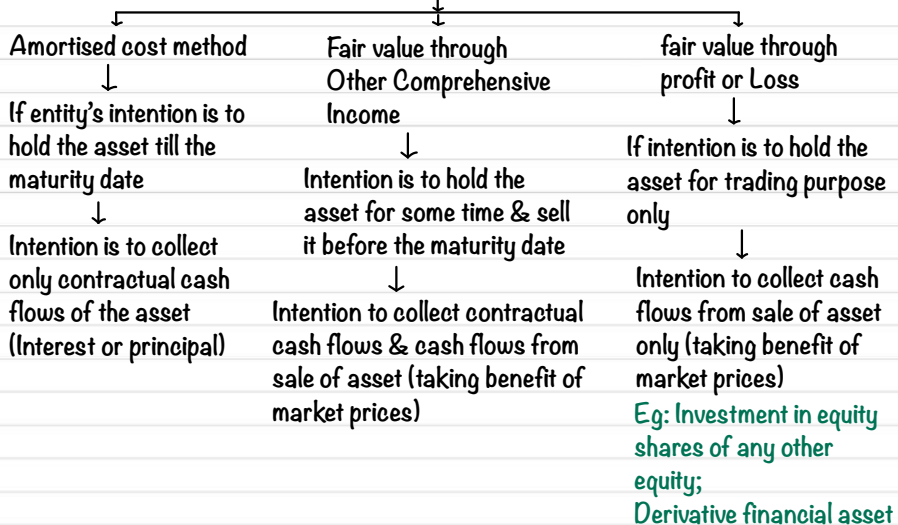 Amortised cost method
If entity's intention is to
hold the asset till the
maturity date
Intention is to collect
only contractual cash
flows of the asset
(Interest or principal)
Fair value through
Other Comprehensive
Income
Intention is to hold the
asset for some time & sell
it before the maturity date
Intention to collect contractual
cash flows & cash flows from
sale of asset (taking benefit of
market prices)
fair value through
profit or Loss
If intention is to hold the
asset for trading purpose
only
Intention to collect cash
flows from sale of asset
only (taking benefit of
market prices)
Eg: Investment in equity
shares of any other
equity;
Derivative financial asset